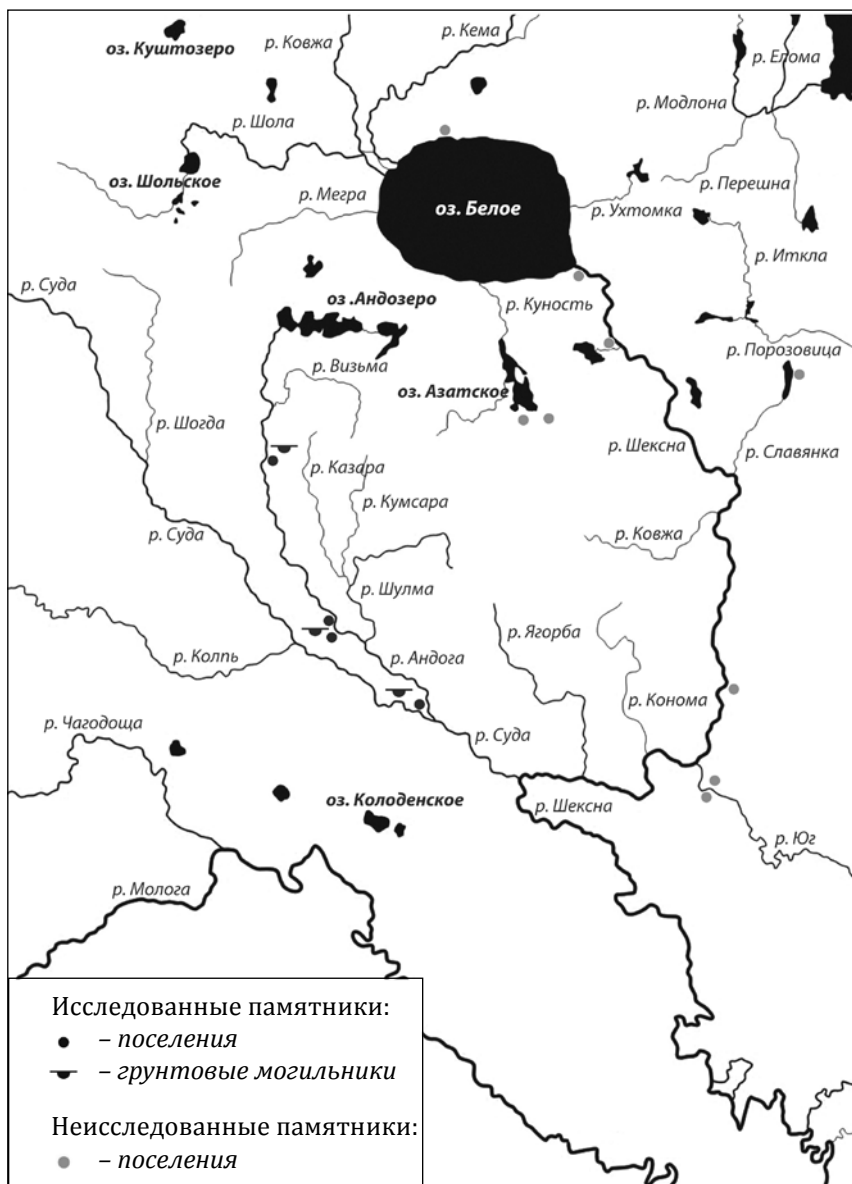 оз. Куштозеро
р. Ковжа
р. Кема
р. Елома
р. Модлона
р. Шола
оз. Шольское
р. Мегра
оз. Белое
р. Ухтомка
р. Перешна
р. Иткла
р. Суда
оз .Андозеро
р. Куность
р. Порозовица
р. Визьма
оз. Азатское
р. Шогда
р. Шексна
р. Славянка
р. Казара
р. Кумсара
р. Суда
р. Ковжа
р. Шулма
р. Колпь
р. Андога
р. Ягорба
р. Конома
р. Чагодоща
р. Суда
оз. Колоденское
р. Шексна
р. Юг
р. Молога
Исследованные памятники:
– поселения
– грунтовые могильники
Неисследованные памятники:
– поселения